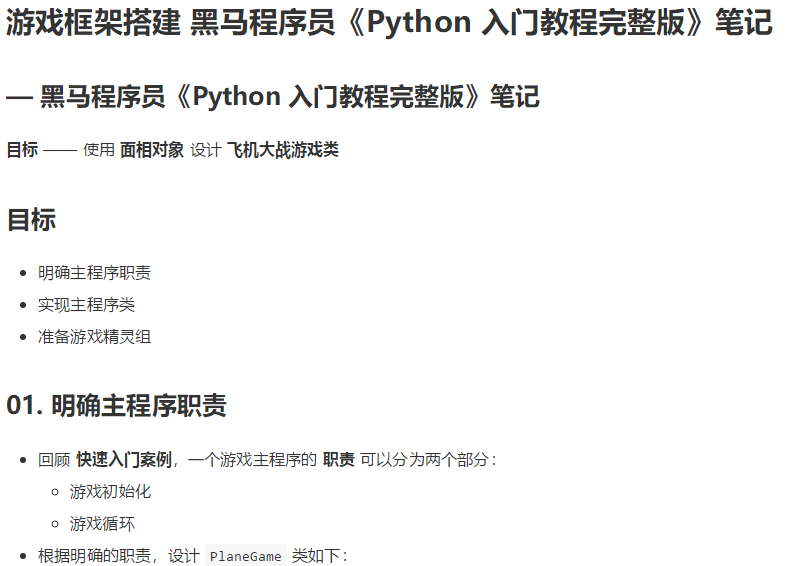 游戏框架搭建 黑马程序员《Python 入门教程完整版》笔记
— 黑马程序员《Python 入门教程完整版》笔记
目标 —— 使用 面相对象 设计 飞机大战游戏类
目标
明确主程序职责
实现主程序类
准备游戏精灵组
01. 明确主程序职责
回顾 快速入门案例，一个游戏主程序的 职责 可以分为两个部分：
游戏初始化
游戏循环
根据明确的职责，设计 PlaneGame 类如下：